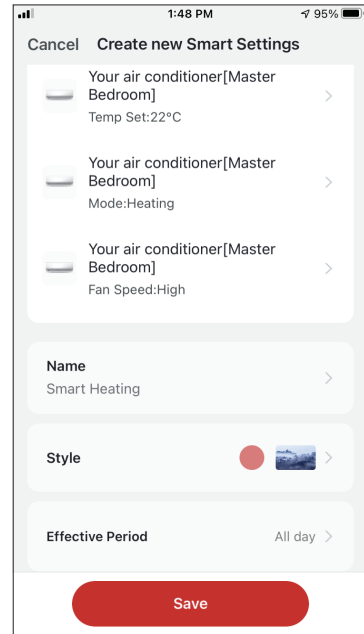 1:48 PM
95%
Cancel Create new Smart Settings
Your air conditioner[Master
Bedroom]
Temp Set:22°C
Your air conditioner[Master
Bedroom]
Mode:Heating
Your air conditioner[Master
Bedroom]
Fan Speed:High
Name
Smart Heating
Style
Effective Period All day
Save